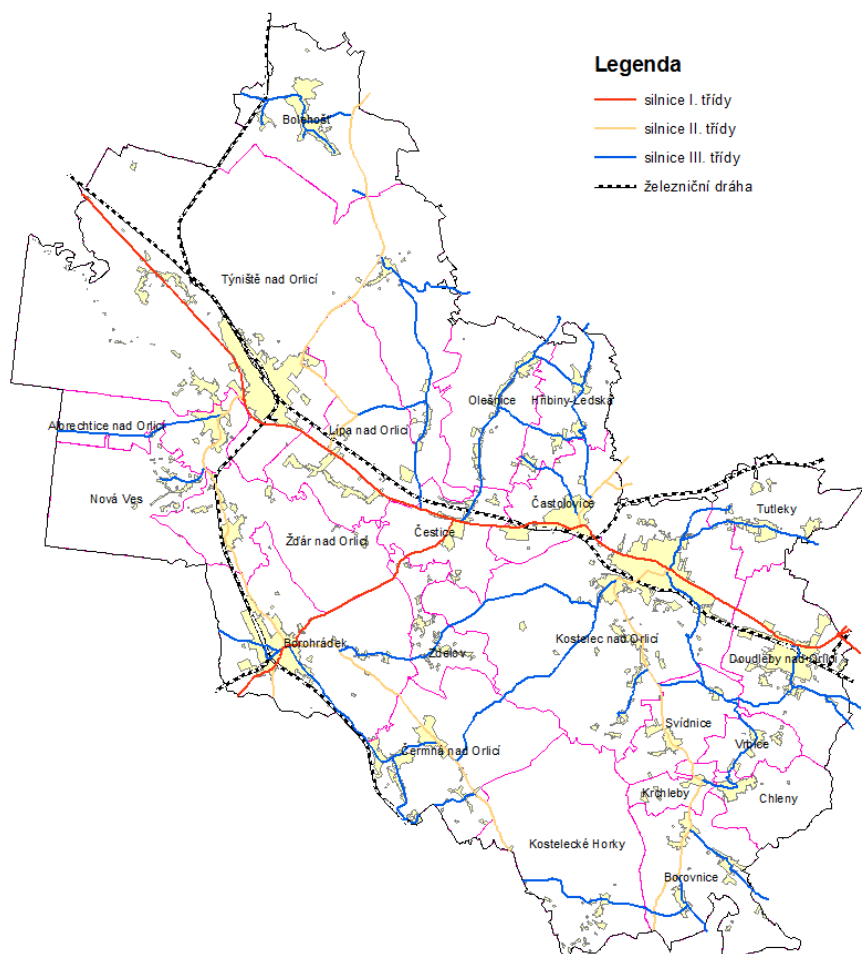 Legenda
silnice I. třídy
silnice II. třídy
silnice III. třídy
železniční dráha
Bolehošť
Týniště nad Orlicí
Olešnice
Hřibiny-Ledská
Albrechtice nad Orlicí
Lípa nad Orlicí
Nová Ves
Častolovice
Tutleky
Čestice
Žďár nad Orlicí
Borohrádek
Zdelov
Kostelec nad Orlicí
Doudleby nad Orlicí
Svídnice
Vrbice
Čermná nad Orlicí
Krchleby
Chleny
Kostelecké Horky
Borovnice